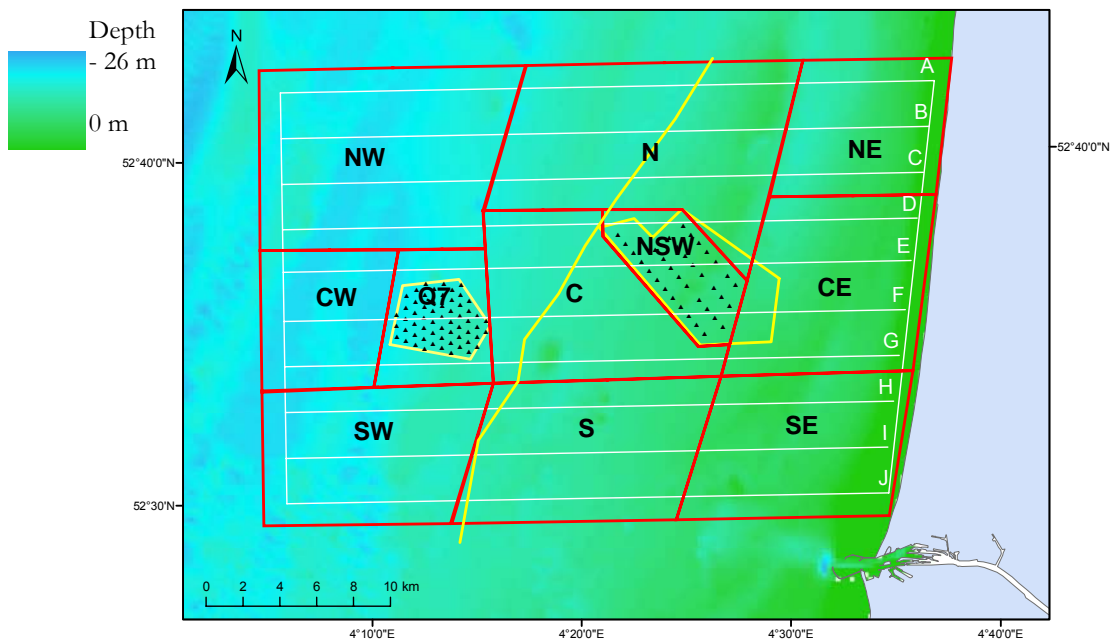 Depth
- 26 m
0 m
N
A
B
C
D
E
F
G
H
I
J
NW
N
NE
NSW
CW
Q7
C
CE
SW
S
SE
52°40'0"N
52°40'0"N
52°30'N
0 2 4 6 8 10 km
4°10'0"E
4°20'0"E
4°30'0"E
4°40'0"E